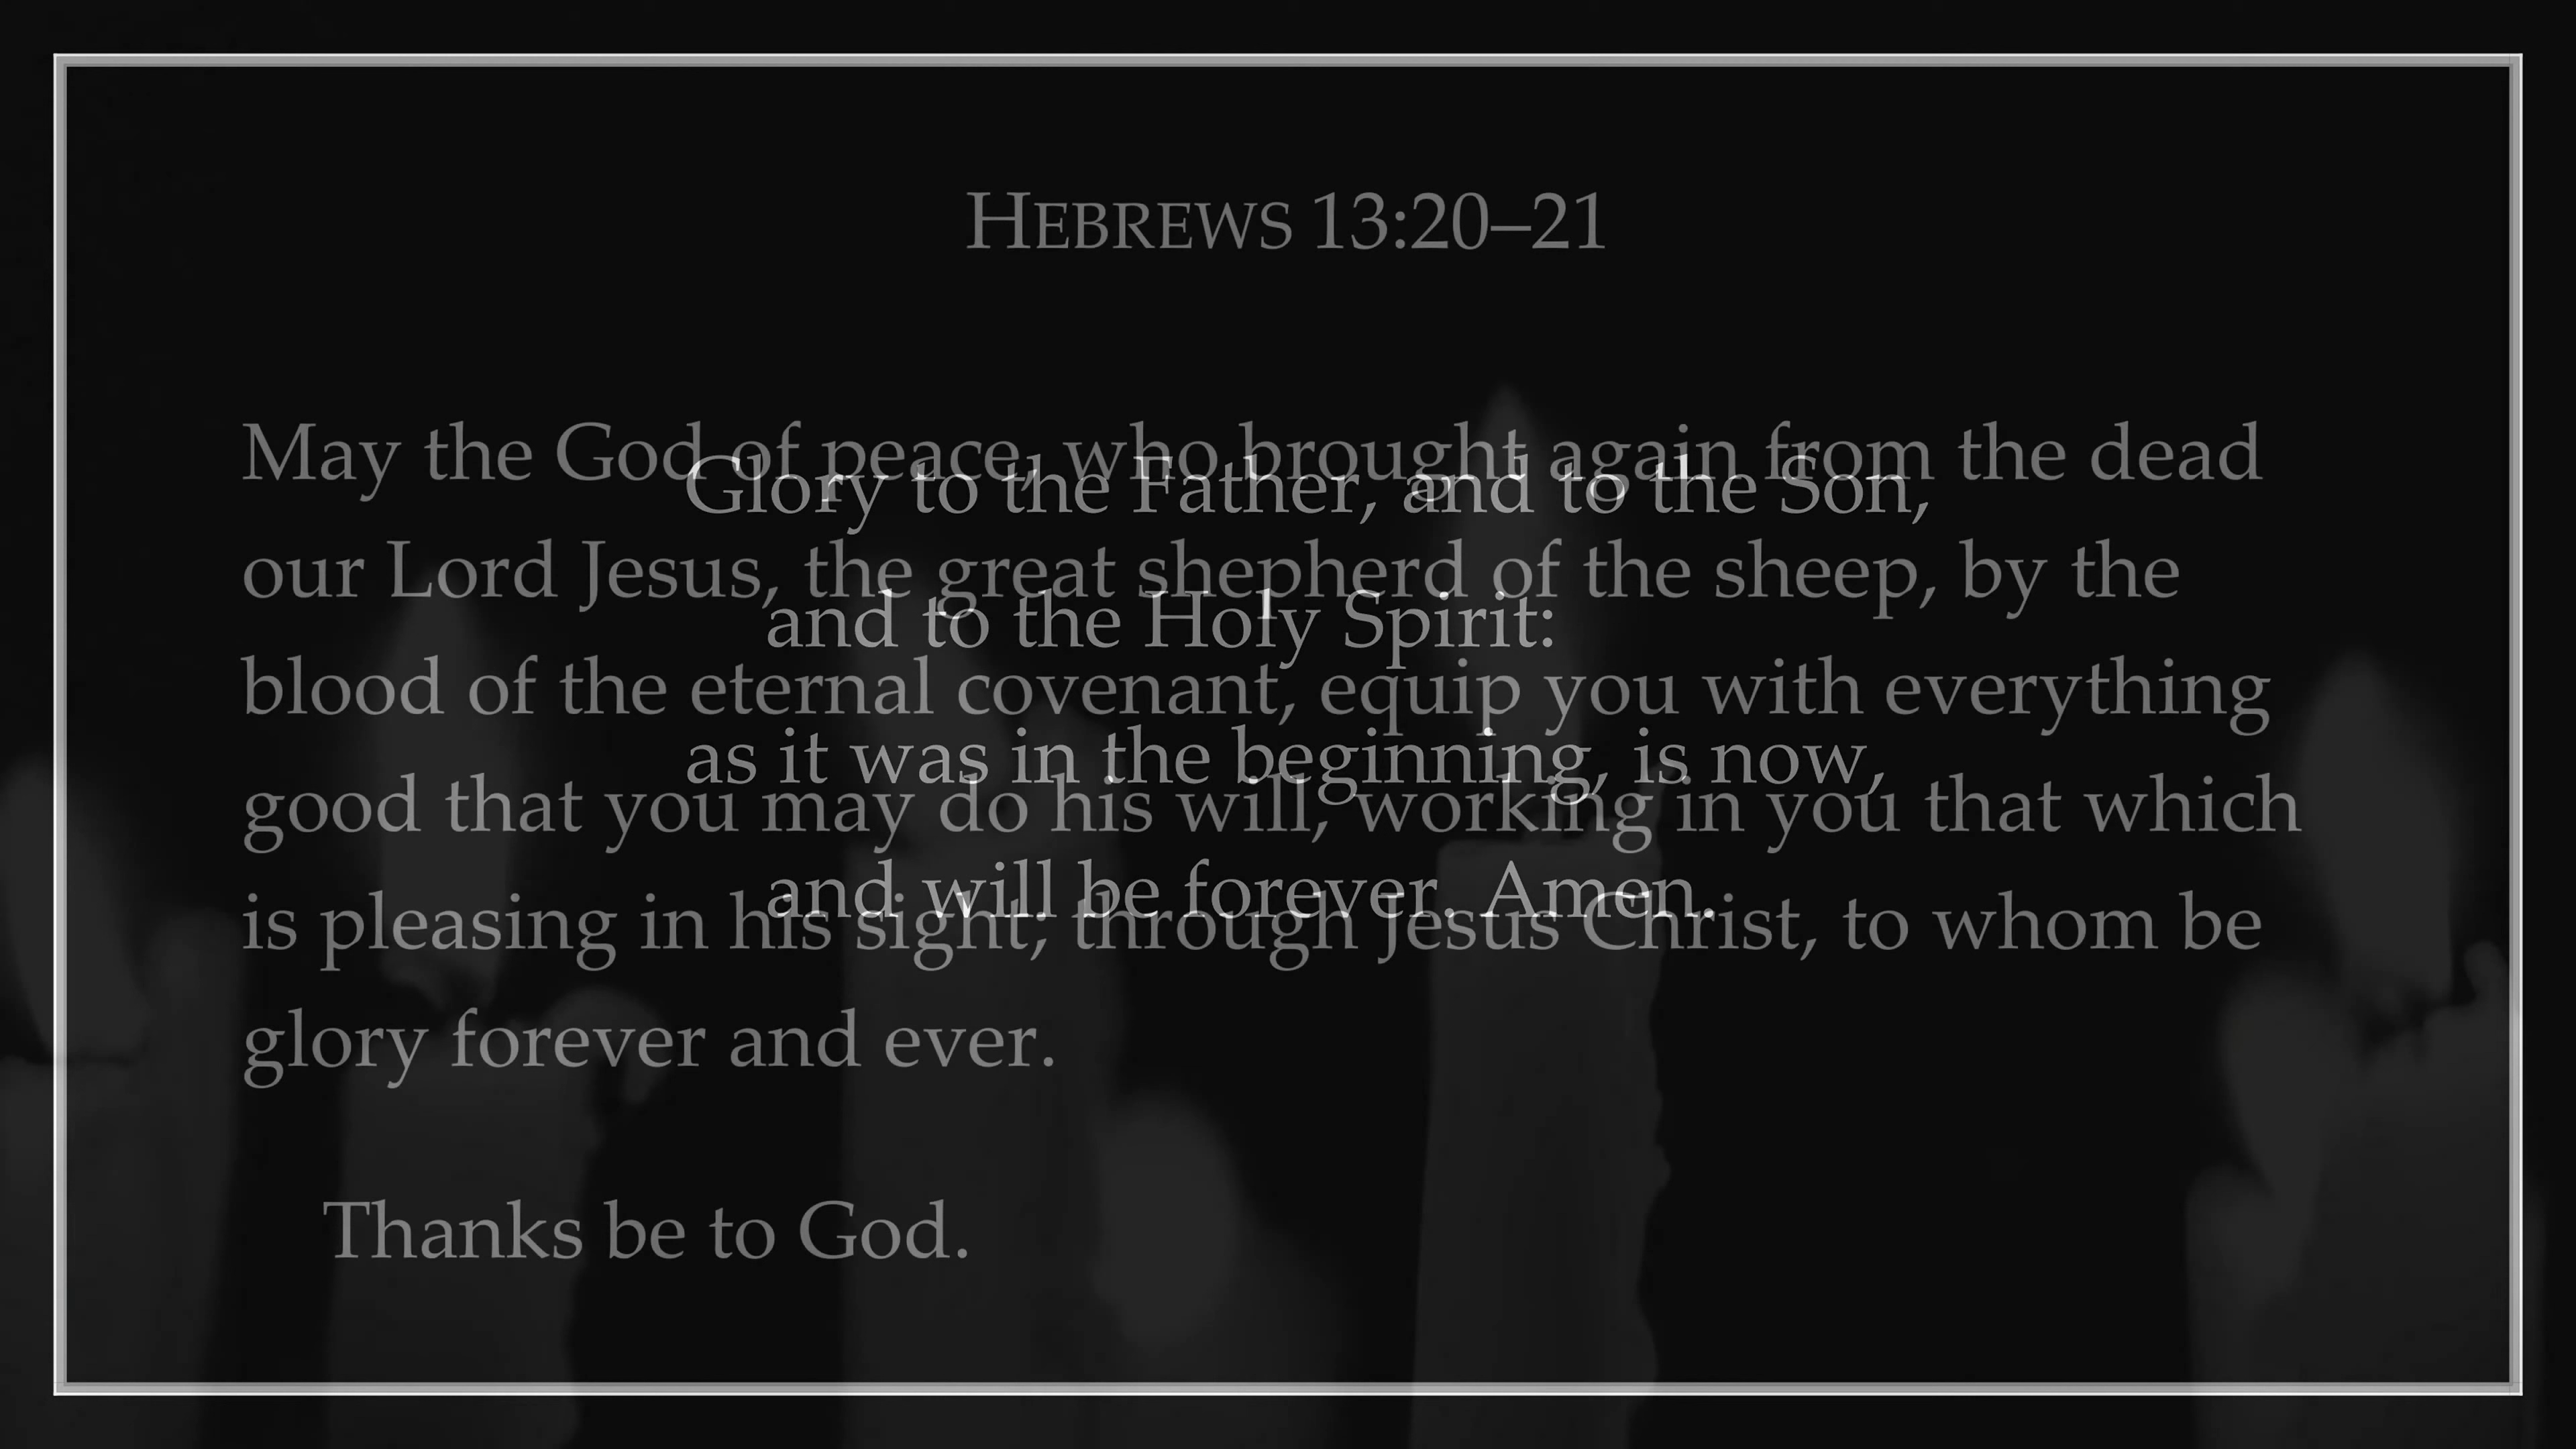 HEBREWS 13:20–21
May the God of peace, who brought again from the dead
our Lord Jesus, the great shepherd of the sheep, by the
blood of the eternal covenant, equip you with everything
good that you may do his will, working in you that which
is pleasing in his sight; through Jesus Christ, to whom be
glory forever and ever.
Thanks be to God.
Glory to the Father, and to the Son,
and to the Holy Spirit:
as it was in the beginning, is now,
and will be forever. Amen.